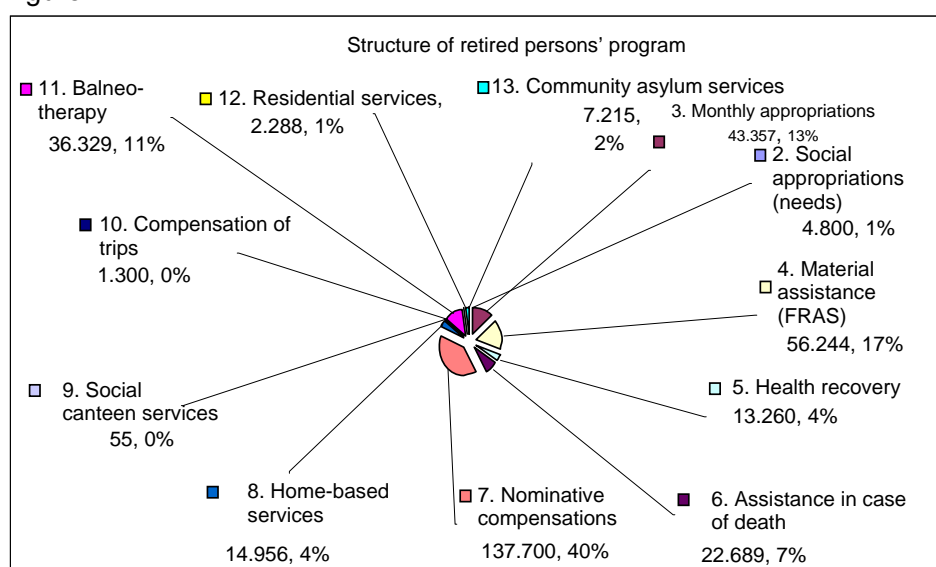 Structure of retired persons' program
11. Balneo-
therapy
36.329, 11%
12. Residential services,
2.288, 1%
13. Community asylum services
7.215,
2%
3. Monthly appropriations
43.357, 13%
2. Social
appropriations
(needs)
4.800, 1%
10. Compensation of
trips
1.300, 0%
4. Material
assistance
(FRAS)
56.244, 17%
9. Social
canteen services
55, 0%
5. Health recovery
13.260, 4%
8. Home-based
services
14.956, 4%
7. Nominative
compensations
137.700, 40%
6. Assistance in case
of death
22.689, 7%